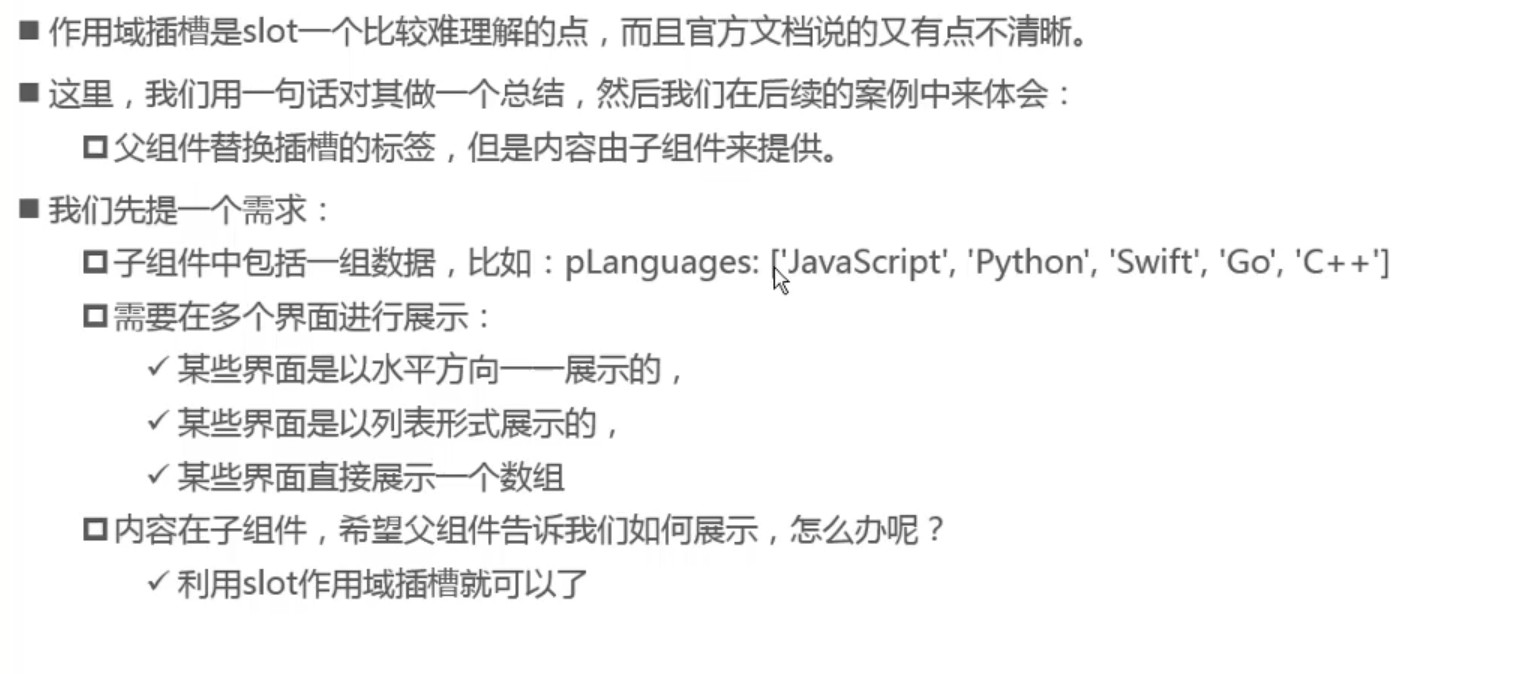 ■ 作用域插槽是slot一个比较难理解的点，而且官方文档说的又有点不清晰。
■ 这里，我们用一句话对其做一个总结，然后我们在后续的案例中来体会：
父组件替换插槽的标签，但是内容由子组件来提供。
■ 我们先提一个需求：
子组件中包括一组数据，比如：pLanguages: ['JavaScript', 'Python', 'Swift', 'Go', 'C++']
需要在多个界面进行展示：
✓ 某些界面是以水平方向一一展示的，
✓ 某些界面是以列表形式展示的，
✓ 某些界面直接展示一个数组
内容在子组件，希望父组件告诉我们如何展示，怎么办呢？
✓ 利用slot作用域插槽就可以了